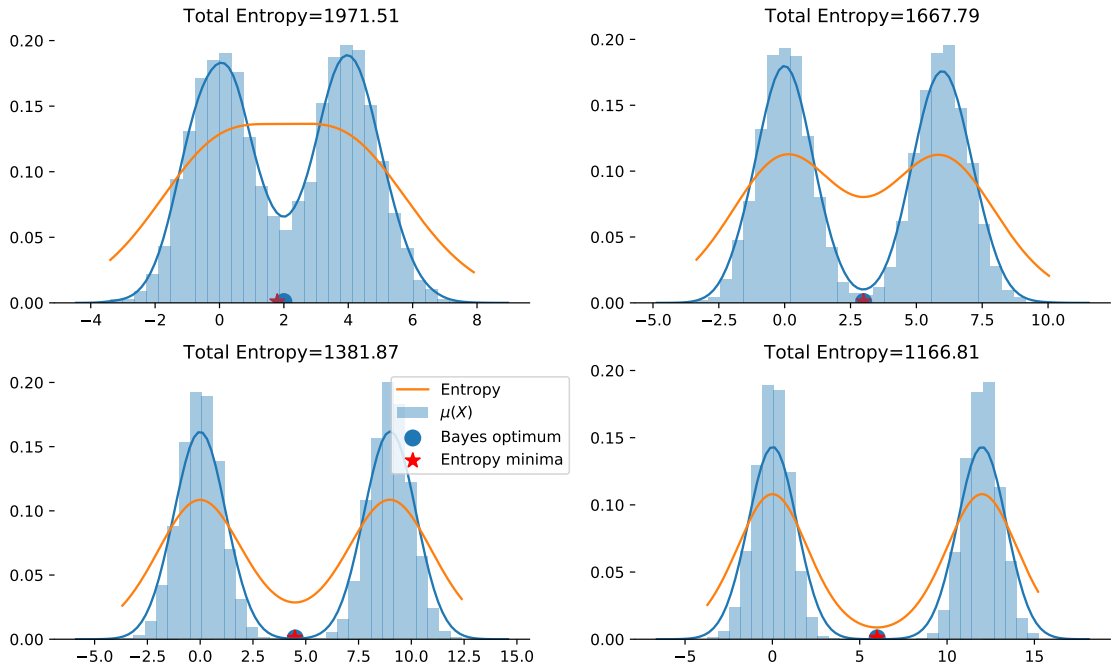 Total Entropy=1971.51
0.20
0.15
0.10
0.05
0.00
−4 −2 0 2 4 6 8
Total Entropy=1667.79
0.20
0.15
0.10
0.05
0.00
−5.0 −2.5 0.0 2.5 5.0 7.5 10.0
Total Entropy=1381.87
0.20
0.15
0.10
0.05
0.00
−5.0 −2.5 0.0 2.5 5.0 7.5 10.0 12.5 15.0
Entropy
μ(X)
Bayes optimum
Entropy minima
Total Entropy=1166.81
0.20
0.15
0.10
0.05
0.00
−5 0 5 10 15